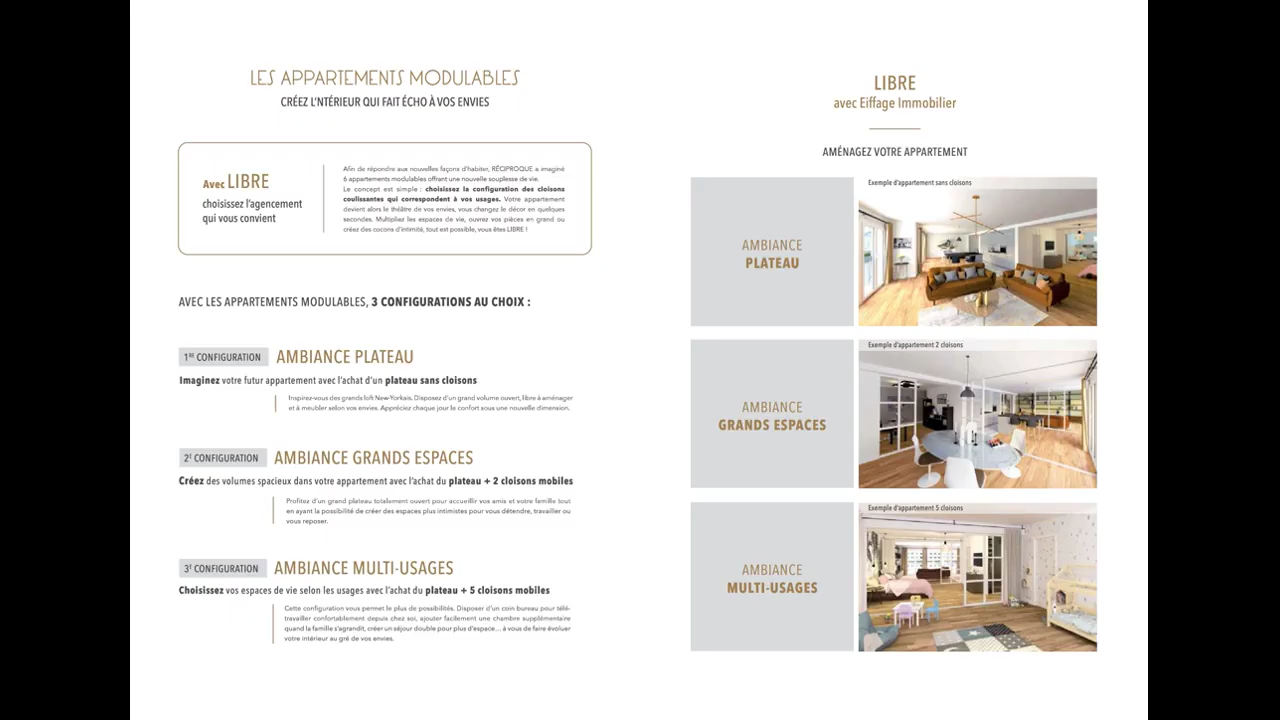 LES APPARTEMENTS MODULABLES
CRÉEZ L'NTÉRIEUR QUI FAIT ÉCHO À VOS ENVIES
Avec LIBRE
choisissez l'agencement
qui vous convient
Afin de répondre aux nouvelles façons d'habiter, RÉCIPROQUE a imaginé
6 appartements modulables offrant une nouvelle souplesse de vie.
Le concept est simple : choisissez la configuration des cloisons
coulissantes qui correspondent à vos usages. Votre appartement
devient alors le théâtre de vos envies, vous changez le décor en quelques
secondes. Multipliez les espaces de vie, ouvrez vos pièces en grand ou
créez des cocons d'intimité, tout est possible, vous êtes LIBRE !
AVEC LES APPARTEMENTS MODULABLES, 3 CONFIGURATIONS AU CHOIX :
1RE CONFIGURATION AMBIANCE PLATEAU
Imaginez votre futur appartement avec l'achat d'un plateau sans cloisons
Inspirez-vous des grands loft New-Yorkais. Disposez d'un grand volume ouvert, libre à aménager
et à meubler selon vos envies. Appréciez chaque jour le confort sous une nouvelle dimension.
2E CONFIGURATION AMBIANCE GRANDS ESPACES
Créez des volumes spacieux dans votre appartement avec l'achat du plateau + 2 cloisons mobiles
Profitez d'un grand plateau totalement ouvert pour accueillir vos amis et votre famille tout
en ayant la possibilité de créer des espaces plus intimistes pour vous détendre, travailler ou
vous reposer.
3E CONFIGURATION AMBIANCE MULTI-USAGES
Choisissez vos espaces de vie selon les usages avec l'achat du plateau + 5 cloisons mobiles
Cette configuration vous permet le plus de possibilités. Disposer d'un coin bureau pour télé-
travailler confortablement depuis chez soi, ajouter facilement une chambre supplémentaire
quand la famille s'agrandit, créer un séjour double pour plus d'espace... à vous de faire évoluer
votre intérieur au gré de vos envies.
LIBRE
avec Eiffage Immobilier
AMÉNAGEZ VOTRE APPARTEMENT
AMBIANCE
PLATEAU
Exemple d'appartement sans cloisons
AMBIANCE
GRANDS ESPACES
Exemple d'appartement 2 cloisons
AMBIANCE
MULTI-USAGES
Exemple d'appartement 5 cloisons